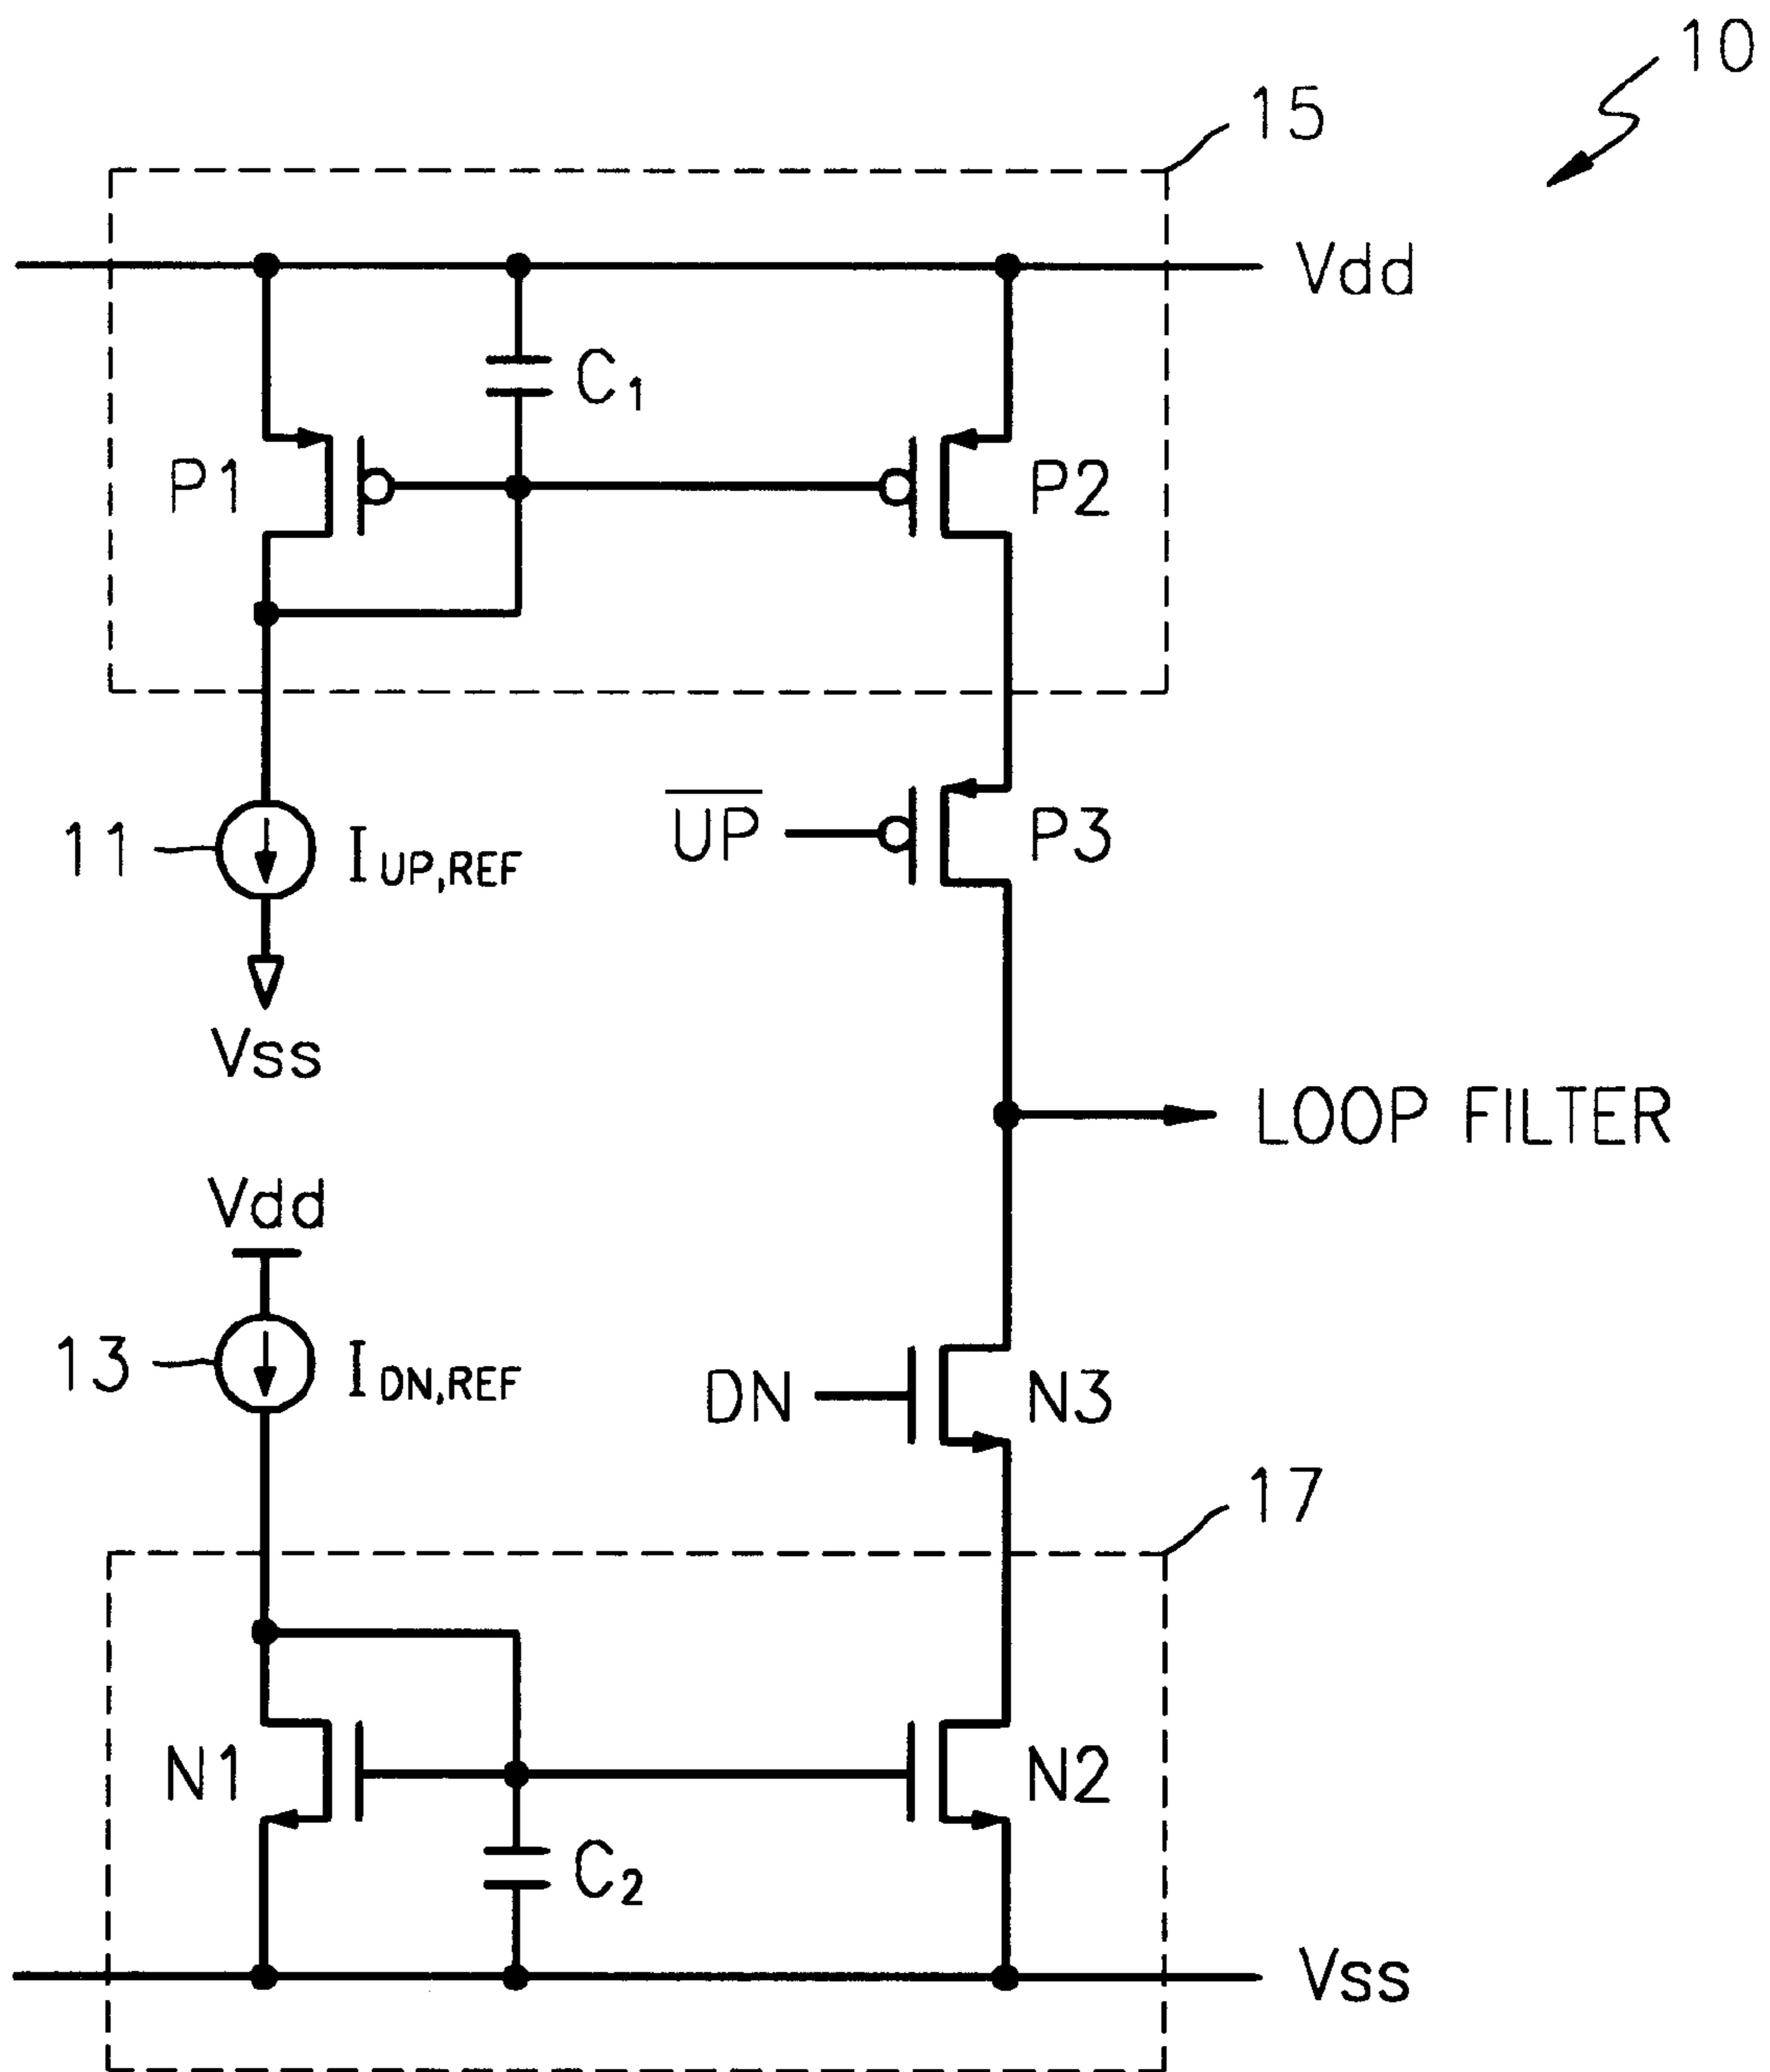 10
15
Vdd
C1
P1
P2
UP
P3
11
IUP,REF
Vss
LOOP FILTER
Vdd
13
IDN,REF
DN
N3
17
N1
N2
C2
Vss